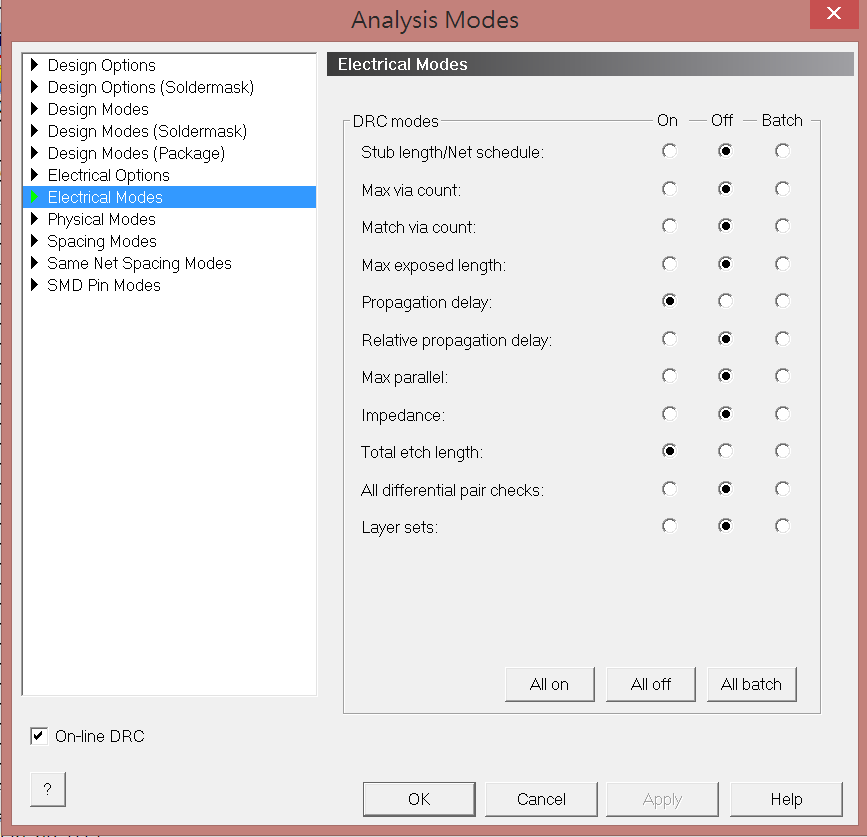 Analysis Modes
Design Options
Design Options (Soldermask)
Design Modes
Design Modes (Soldermask)
Design Modes (Package)
Electrical Options
Electrical Modes
Physical Modes
Spacing Modes
Same Net Spacing Modes
SMD Pin Modes
On-line DRC
?
Electrical Modes
DRC modes On Off Batch
Stub length/Net schedule:
Max via count:
Match via count:
Max exposed length:
Propagation delay:
Relative propagation delay:
Max parallel:
Impedance:
Total etch length:
All differential pair checks:
Layer sets:
All on All off All batch
OK Cancel Apply Help